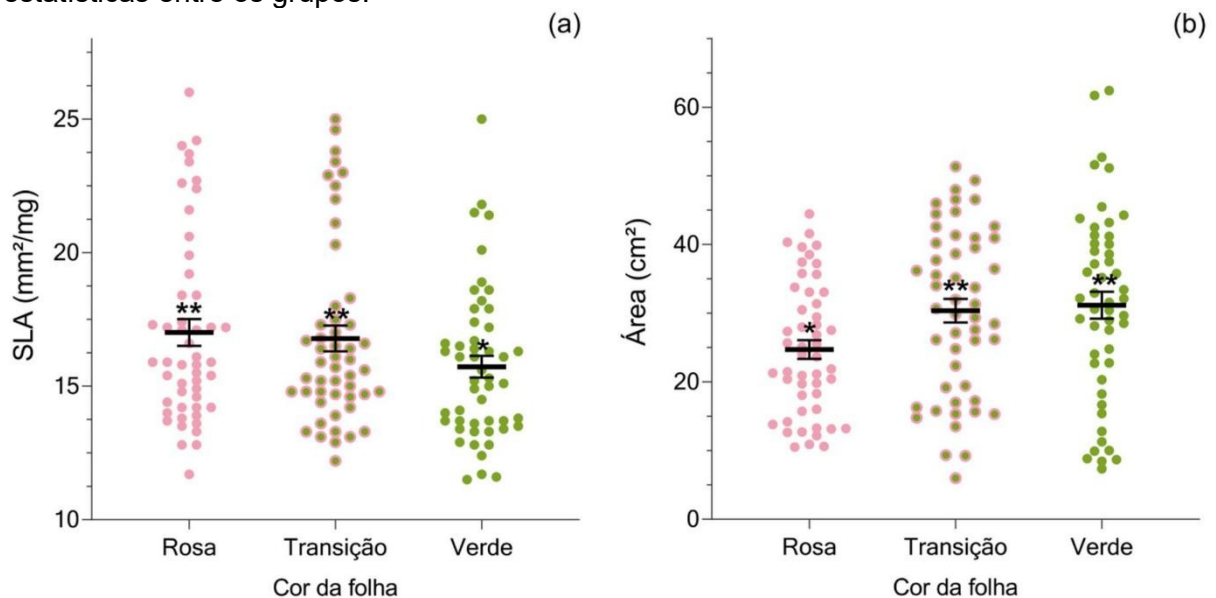 estatísticas entre os grupos.
(a)
(b)
SLA (mm²/mg)
25
20
15
10
**
**
*
Rosa
Transição
Verde
Cor da folha
Área (cm²)
60
40
20
0
*
**
**
Rosa
Transição
Verde
Cor da folha